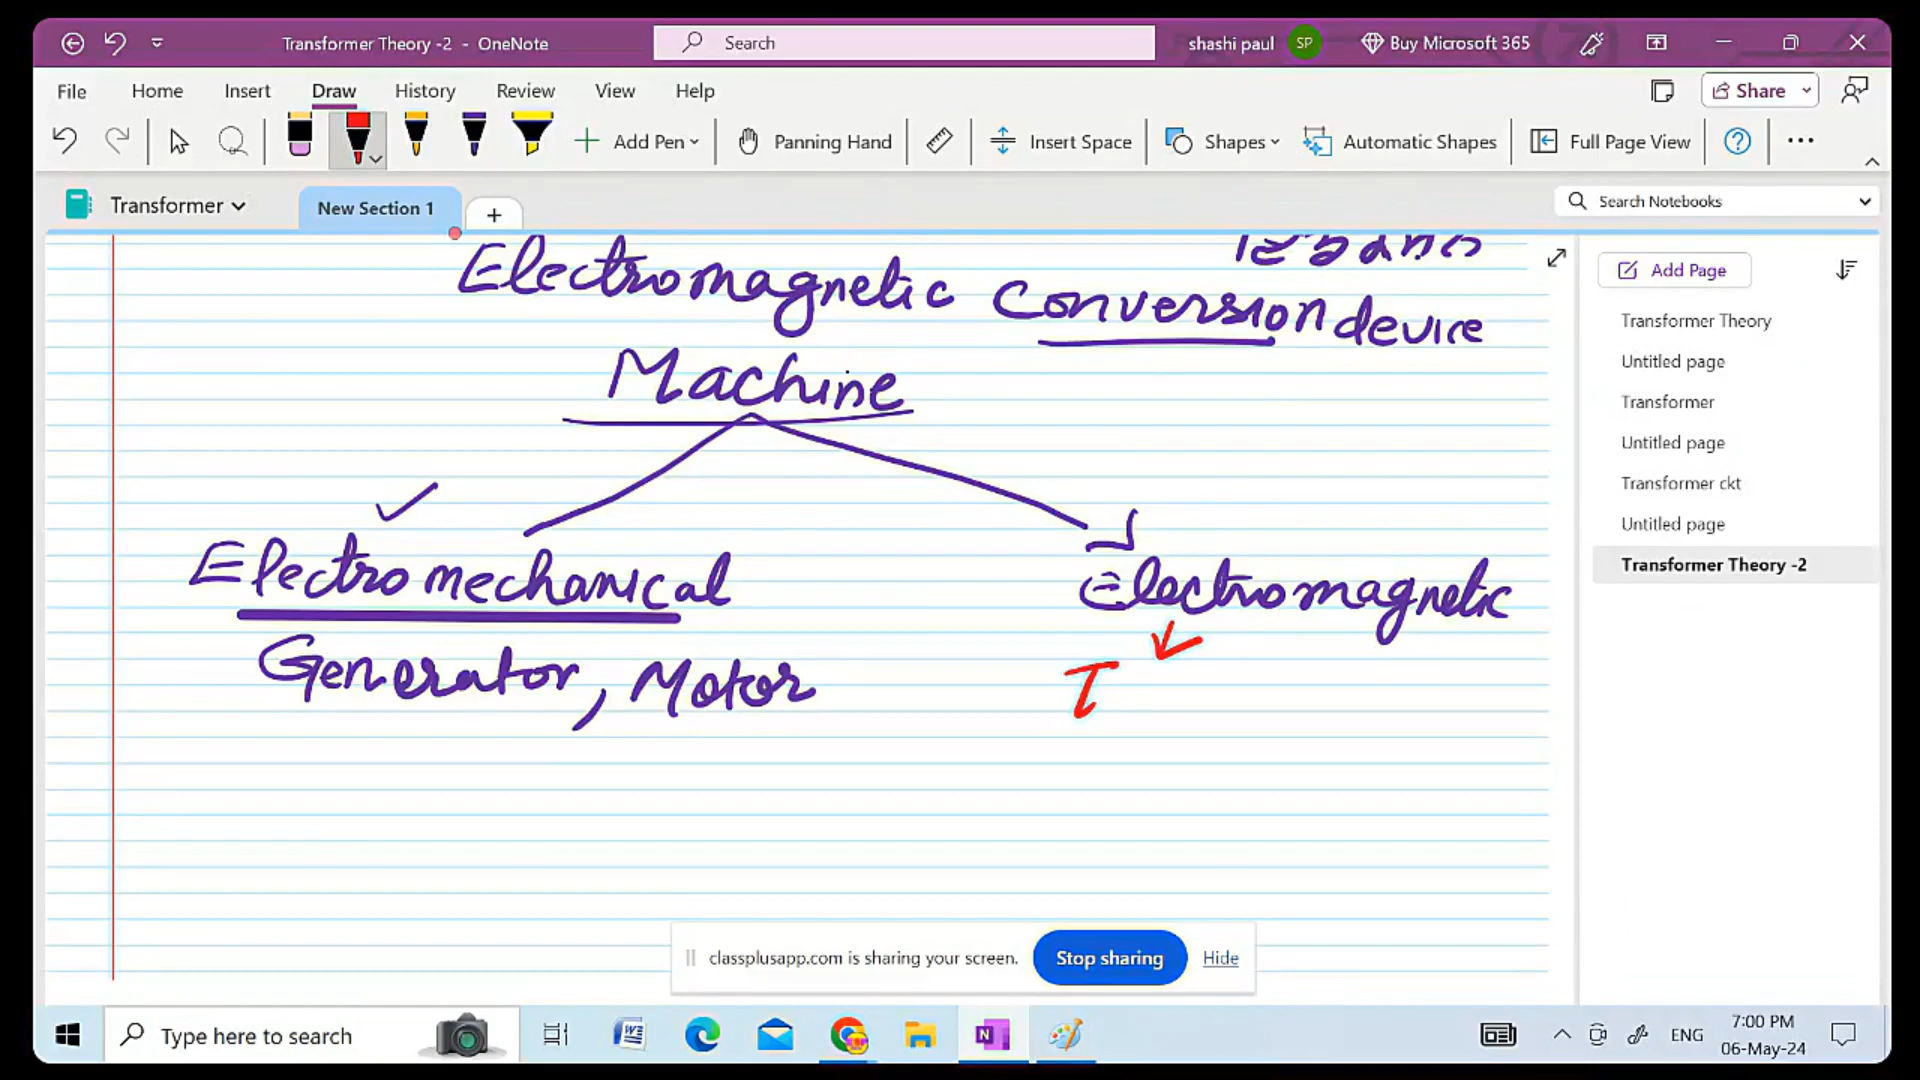 Transformer Theory -2 - OneNote
Search
shashi paul SP
Buy Microsoft 365
File Home Insert Draw History Review View Help
Share
Add Pen
Panning Hand
Insert Space
Shapes
Automatic Shapes
Full Page View
Transformer
New Section 1
Search Notebooks
Electromagnetic Conversion device
Machine
Electromechanical
Electromagnetic
Generator, Motor
T
Add Page
Transformer Theory
Untitled page
Transformer
Untitled page
Transformer ckt
Untitled page
Transformer Theory -2
classplusapp.com is sharing your screen.
Stop sharing
Hide
Type here to search
ENG
7:00 PM
06-May-24